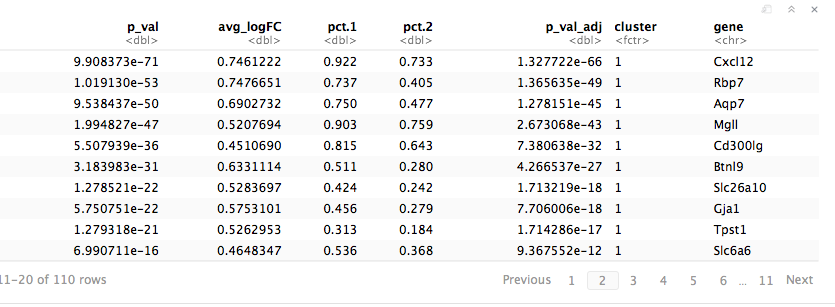 p_val avg_logFC pct.1 pct.2 p_val_adj cluster gene
<dbl> <dbl> <dbl> <dbl> <dbl> <fctr> <chr>
9.908373e-71 0.7461222 0.922 0.733 1.327722e-66 1 Cxcl12
1.019130e-53 0.7476651 0.737 0.405 1.365635e-49 1 Rbp7
9.538437e-50 0.6902732 0.750 0.477 1.278151e-45 1 Aqp7
1.994827e-47 0.5207694 0.903 0.759 2.673068e-43 1 Mgll
5.507939e-36 0.4510690 0.815 0.643 7.380638e-32 1 Cd300lg
3.183983e-31 0.6331114 0.511 0.280 4.266537e-27 1 Btnl9
1.278521e-22 0.5283697 0.424 0.242 1.713219e-18 1 Slc26a10
5.750751e-22 0.5753101 0.456 0.279 7.706006e-18 1 Gja1
1.279318e-21 0.5262953 0.313 0.184 1.714286e-17 1 Tpst1
6.990711e-16 0.4648347 0.536 0.368 9.367552e-12 1 Slc6a6
11-20 of 110 rows Previous 1 2 3 4 5 6 ... 11 Next